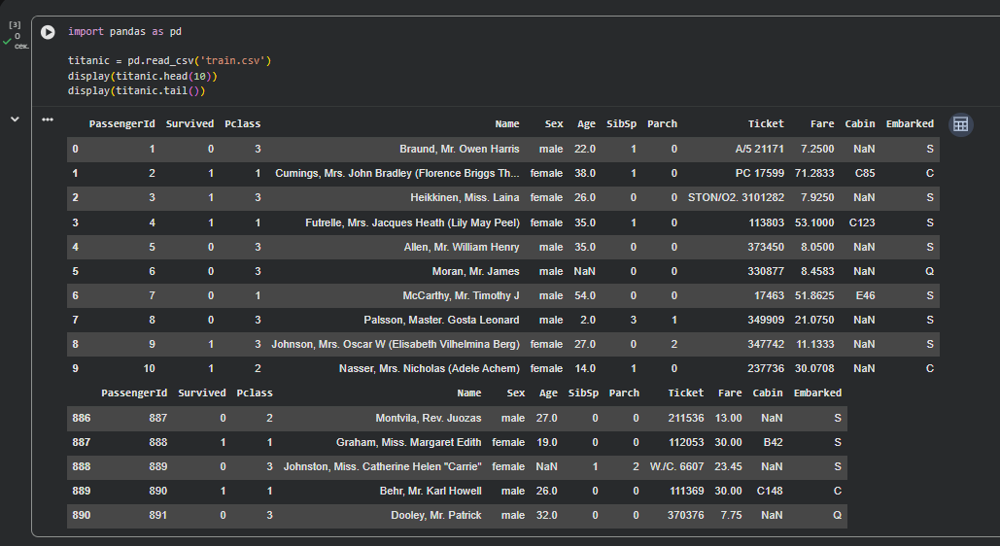 [3]
0
сек.
import pandas as pd
titanic = pd.read_csv('train.csv')
display(titanic.head(10))
display(titanic.tail())
PassengerId Survived Pclass Name Sex Age SibSp Parch Ticket Fare Cabin Embarked
0 1 0 3 Braund, Mr. Owen Harris male 22.0 1 0 A/5 21171 7.2500 NaN S
1 2 1 1 Cumings, Mrs. John Bradley (Florence Briggs Th... female 38.0 1 0 PC 17599 71.2833 C85 C
2 3 1 3 Heikkinen, Miss. Laina female 26.0 0 0 STON/O2. 3101282 7.9250 NaN S
3 4 1 1 Futrelle, Mrs. Jacques Heath (Lily May Peel) female 35.0 1 0 113803 53.1000 C123 S
4 5 0 3 Allen, Mr. William Henry male 35.0 0 0 373450 8.0500 NaN S
5 6 0 3 Moran, Mr. James male NaN 0 0 330877 8.4583 NaN Q
6 7 0 1 McCarthy, Mr. Timothy J male 54.0 0 0 17463 51.8625 E46 S
7 8 0 3 Palsson, Master. Gosta Leonard male 2.0 3 1 349909 21.0750 NaN S
8 9 1 3 Johnson, Mrs. Oscar W (Elisabeth Vilhelmina Berg) female 27.0 0 2 347742 11.1333 NaN S
9 10 1 2 Nasser, Mrs. Nicholas (Adele Achem) female 14.0 1 0 237736 30.0708 NaN C
PassengerId Survived Pclass Name Sex Age SibSp Parch Ticket Fare Cabin Embarked
886 887 0 2 Montvila, Rev. Juozas male 27.0 0 0 211536 13.00 NaN S
887 888 1 1 Graham, Miss. Margaret Edith female 19.0 0 0 112053 30.00 B42 S
888 889 0 3 Johnston, Miss. Catherine Helen "Carrie" female NaN 1 2 W./C. 6607 23.45 NaN S
889 890 1 1 Behr, Mr. Karl Howell male 26.0 0 0 111369 30.00 C148 C
890 891 0 3 Dooley, Mr. Patrick male 32.0 0 0 370376 7.75 NaN Q